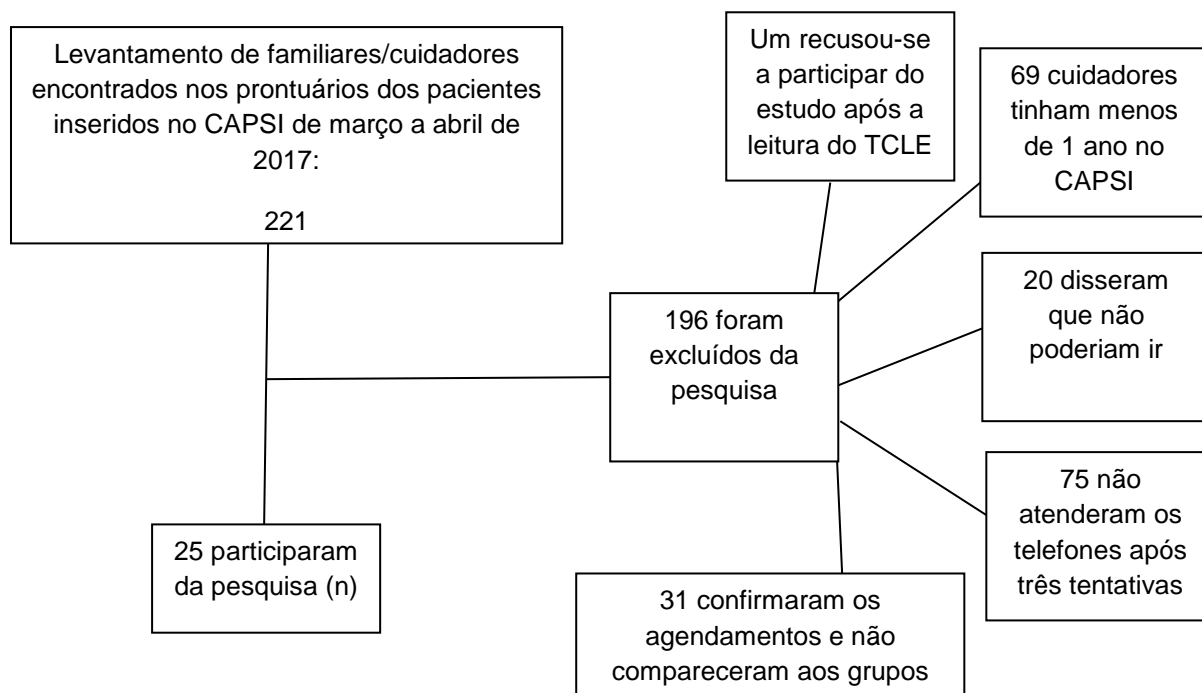 Levantamento de familiares/cuidadores
encontrados nos prontuários dos pacientes
inseridos no CAPSI de março a abril de
2017:
221
Um recusou-se
a participar do
estudo após a
leitura do TCLE
69 cuidadores
tinham menos
de 1 ano no
CAPSI
196 foram
excluídos da
pesquisa
20 disseram
que não
poderiam ir
75 não
atenderam os
telefones após
três tentativas
25 participaram
da pesquisa (n)
31 confirmaram os
agendamentos e não
compareceram aos grupos